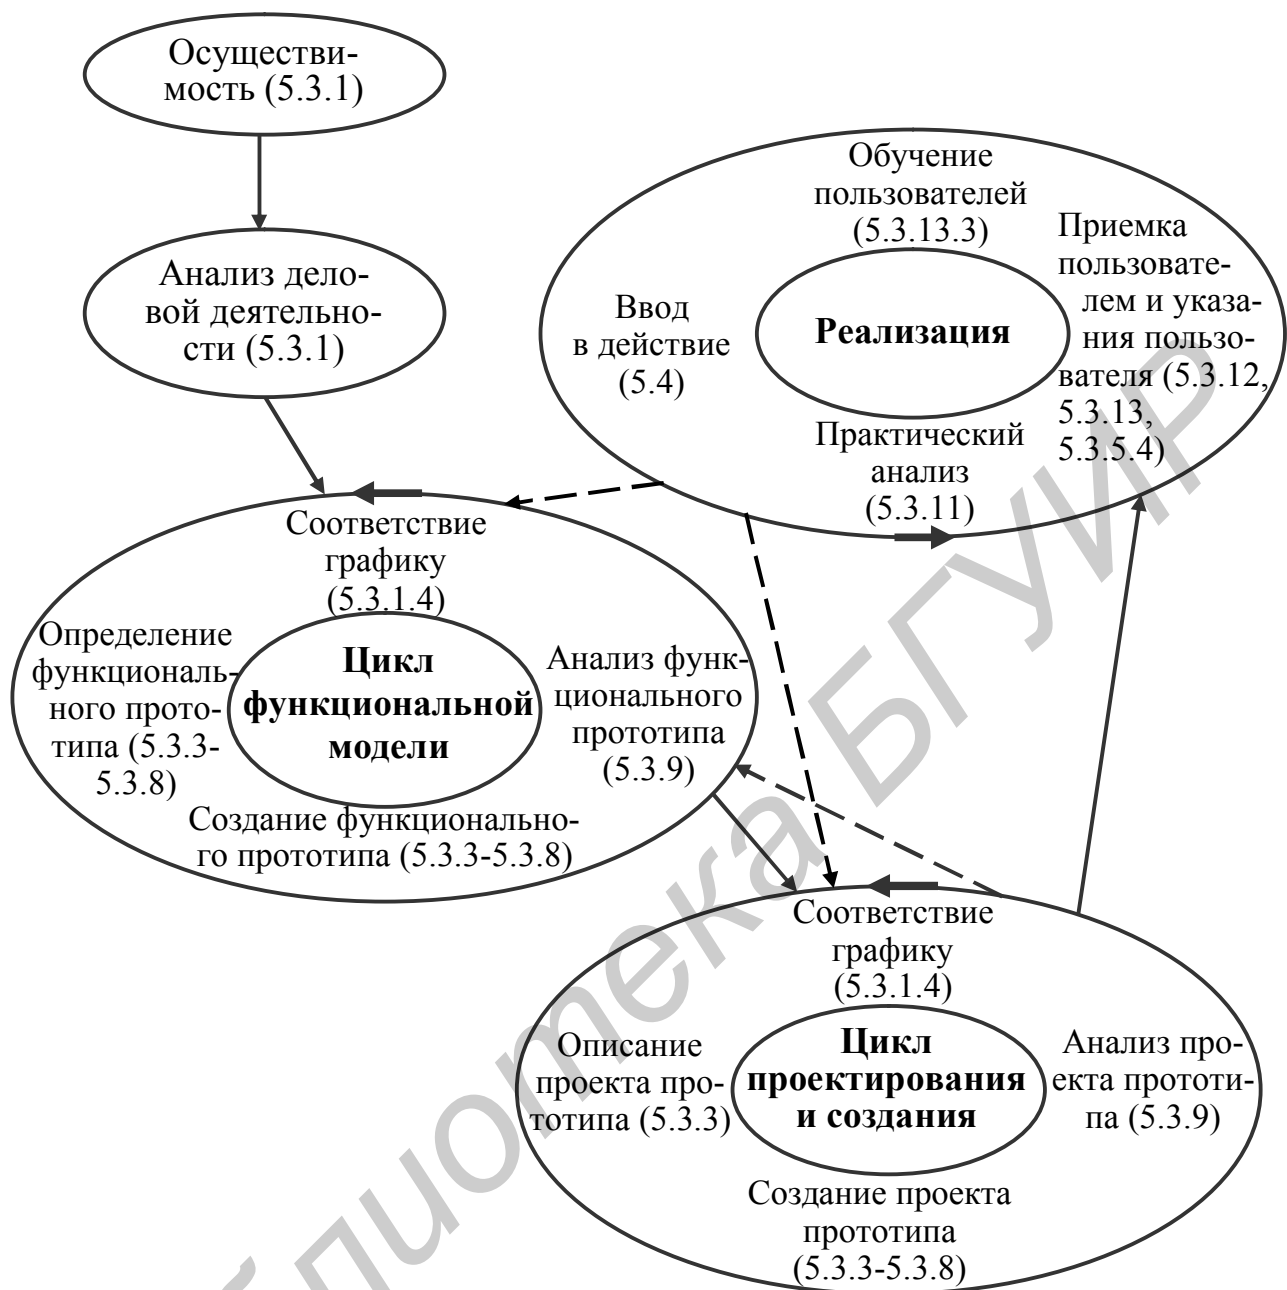 Осуществи-
мость (5.3.1)
Анализ дело-
вой деятельно-
сти (5.3.1)
Обучение
пользователей
(5.3.13.3)
Приемка
пользовате-
лем и указа-
ния пользо-
вателя (5.3.12,
5.3.13,
5.3.5.4)
Ввод
в действие
(5.4)
Реализация
Практический
анализ
(5.3.11)
Соответствие
графику
(5.3.1.4)
Определение
функциональ-
ного прото-
типа (5.3.3-
5.3.8)
Цикл
функциональной
модели
Анализ функ-
ционального
прототипа
(5.3.9)
Создание функционально-
го прототипа (5.3.3-5.3.8)
Соответствие
графику
(5.3.1.4)
Описание
проекта про-
тотипа (5.3.3)
Цикл
проектирования
и создания
Анализ про-
екта прототи-
па (5.3.9)
Создание проекта
прототипа
(5.3.3-5.3.8)
блиотека БГУИР